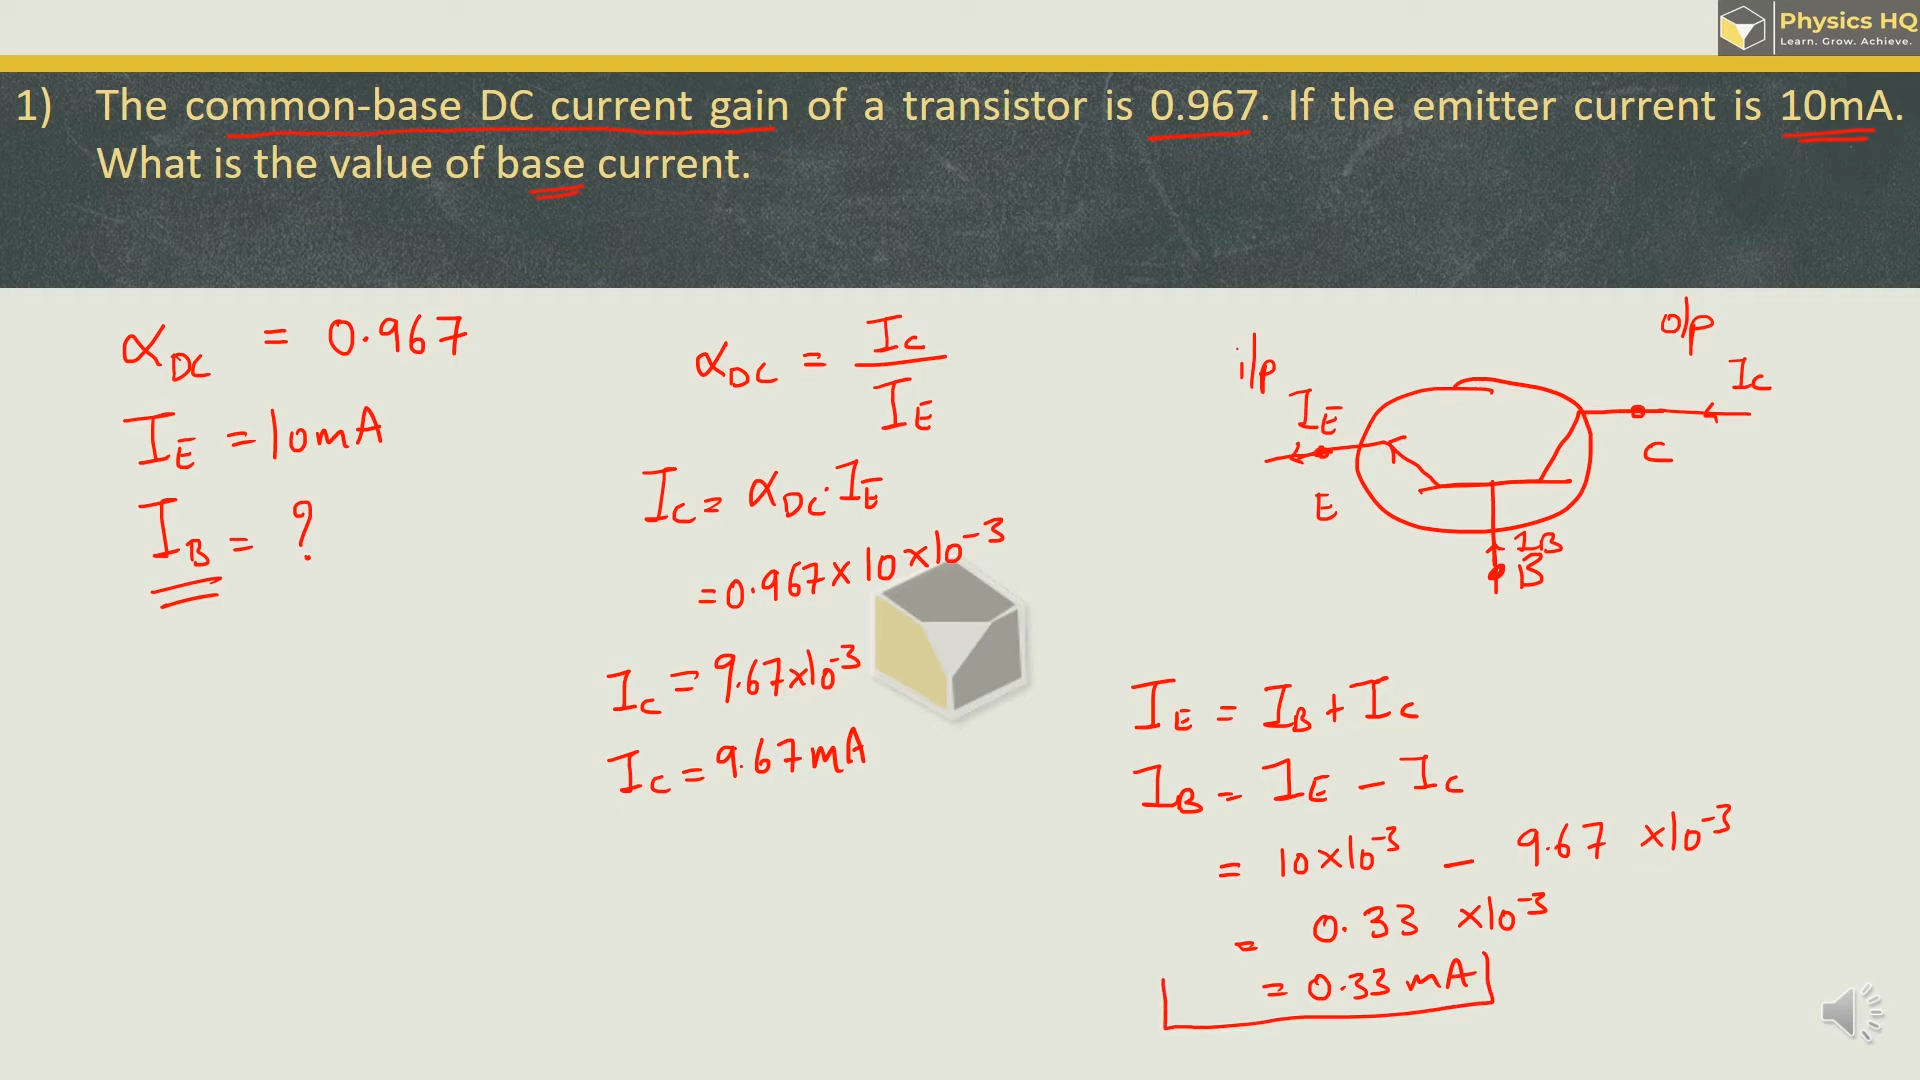 Physics HQ
Learn. Grow. Achieve.
1) The common-base DC current gain of a transistor is 0.967. If the emitter current is 10mA.
What is the value of base current.
αDC = 0.967
IE = 10mA
IB = ?
αDC = IC / IE
IC = αDC · IE
= 0.967 × 10 × 10⁻³
IC = 9.67×10⁻³
IC = 9.67mA
i/p
o/p
IE
IC
E
C
IB
B
IE = IB + IC
IB = IE − IC
= 10×10⁻³ − 9.67 ×10⁻³
= 0.33 ×10⁻³
= 0.33 mA